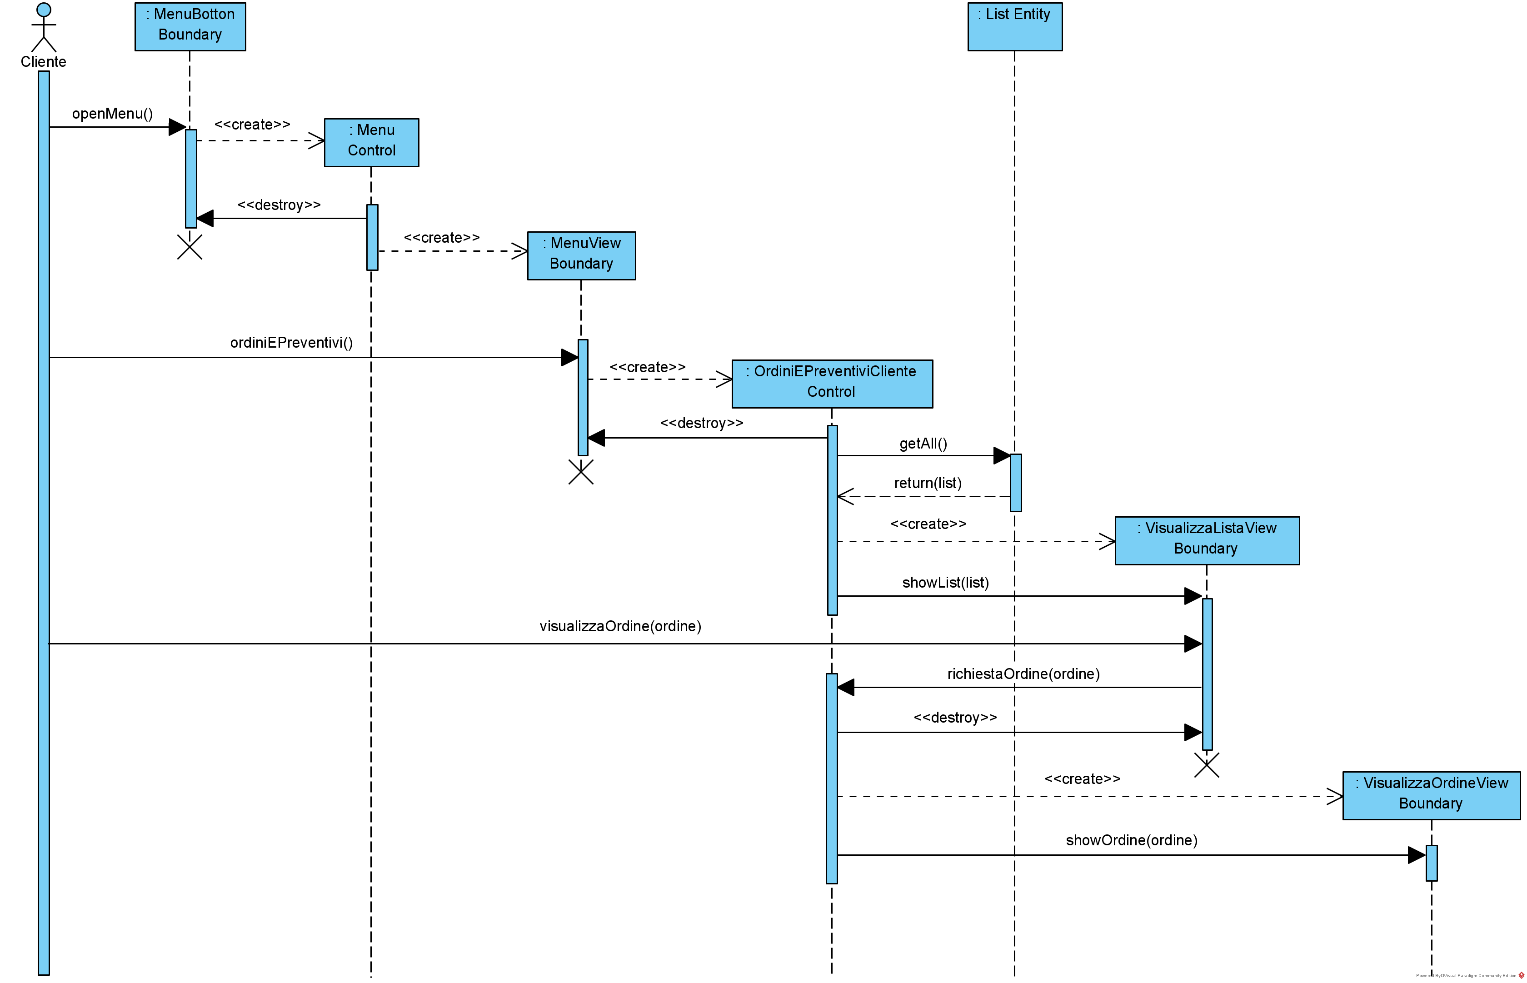 : MenuBotton
Boundary
: List Entity
Cliente
openMenu()
<<create>>
: Menu
Control
<<destroy>>
<<create>>
: MenuView
Boundary
ordiniEPreventivi()
<<create>>
: OrdiniEPreventiviCliente
Control
<<destroy>>
getAll()
return(list)
<<create>>
: VisualizzaListaView
Boundary
showList(list)
visualizzaOrdine(ordine)
richiestaOrdine(ordine)
<<destroy>>
<<create>>
: VisualizzaOrdineView
Boundary
showOrdine(ordine)